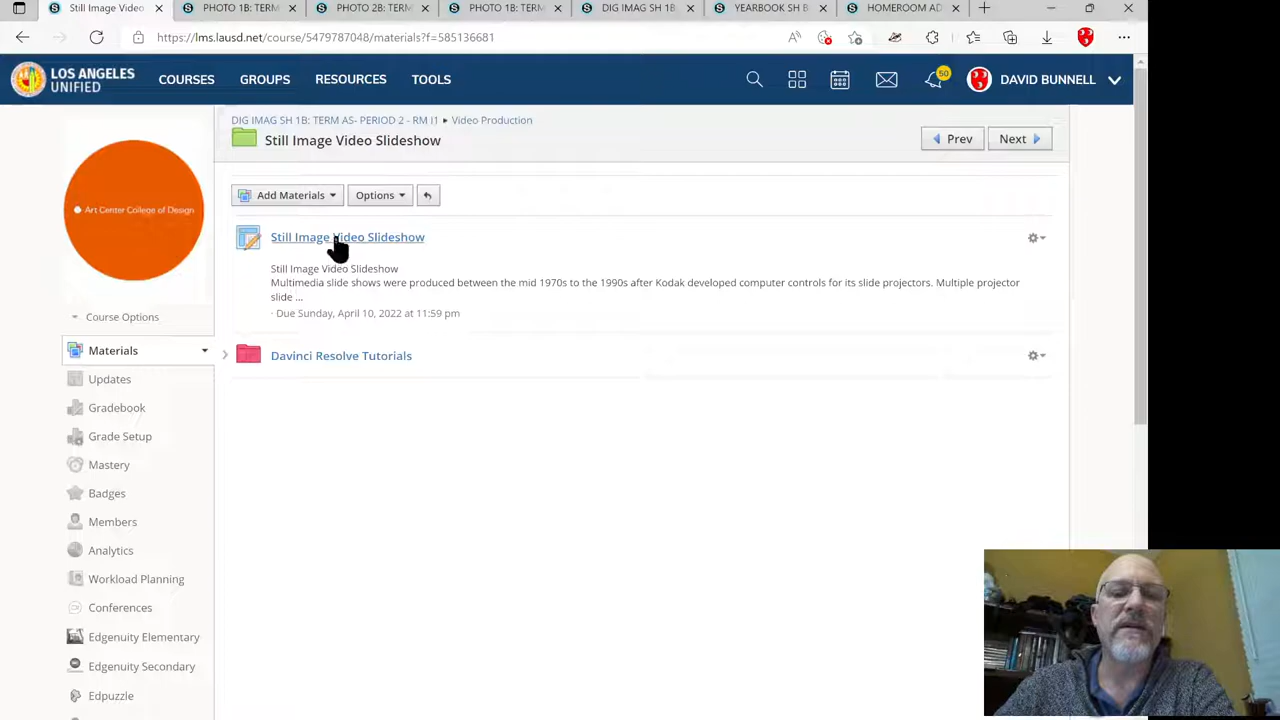 Still Image Video
PHOTO 1B: TERM
PHOTO 2B: TERM
PHOTO 1B: TERM
DIG IMAG SH 1B:
YEARBOOK SH B
HOMEROOM AD
https://lms.lausd.net/course/5479787048/materials?f=585136681
LOS ANGELES
UNIFIED
COURSES
GROUPS
RESOURCES
TOOLS
50
DAVID BUNNELL
DIG IMAG SH 1B: TERM AS- PERIOD 2 - RM I1 ▸ Video Production
Still Image Video Slideshow
Prev
Next
Art Center College of Design
Add Materials
Options
Still Image Video Slideshow
Still Image Video Slideshow
Multimedia slide shows were produced between the mid 1970s to the 1990s after Kodak developed computer controls for its slide projectors. Multiple projector
slide ...
· Due Sunday, April 10, 2022 at 11:59 pm
Davinci Resolve Tutorials
Course Options
Materials
Updates
Gradebook
Grade Setup
Mastery
Badges
Members
Analytics
Workload Planning
Conferences
Edgenuity Elementary
Edgenuity Secondary
Edpuzzle